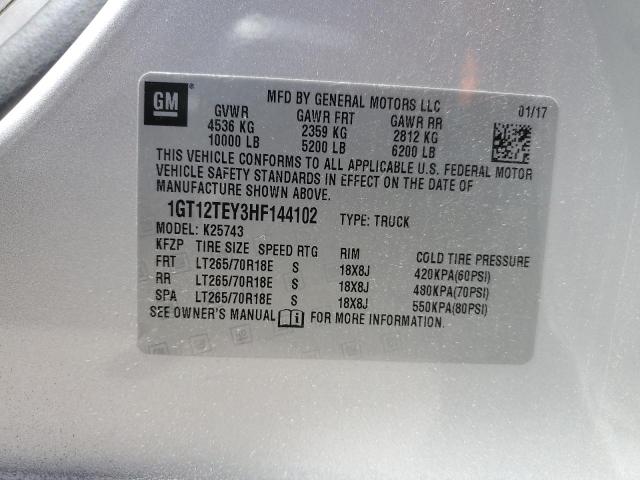 GM
MFD BY GENERAL MOTORS LLC 01/17
GVWR GAWR FRT GAWR RR
4536 KG 2359 KG 2812 KG
10000 LB 5200 LB 6200 LB
THIS VEHICLE CONFORMS TO ALL APPLICABLE U.S. FEDERAL MOTOR
VEHICLE SAFETY STANDARDS IN EFFECT ON THE DATE OF
MANUFACTURE SHOWN ABOVE.
1GT12TEY3HF144102 TYPE: TRUCK
MODEL: K25743
KFZP TIRE SIZE SPEED RTG RIM COLD TIRE PRESSURE
FRT LT265/70R18E S 18X8J 420KPA(60PSI)
RR LT265/70R18E S 18X8J 480KPA(70PSI)
SPA LT265/70R18E S 18X8J 550KPA(80PSI)
SEE OWNER'S MANUAL FOR MORE INFORMATION.